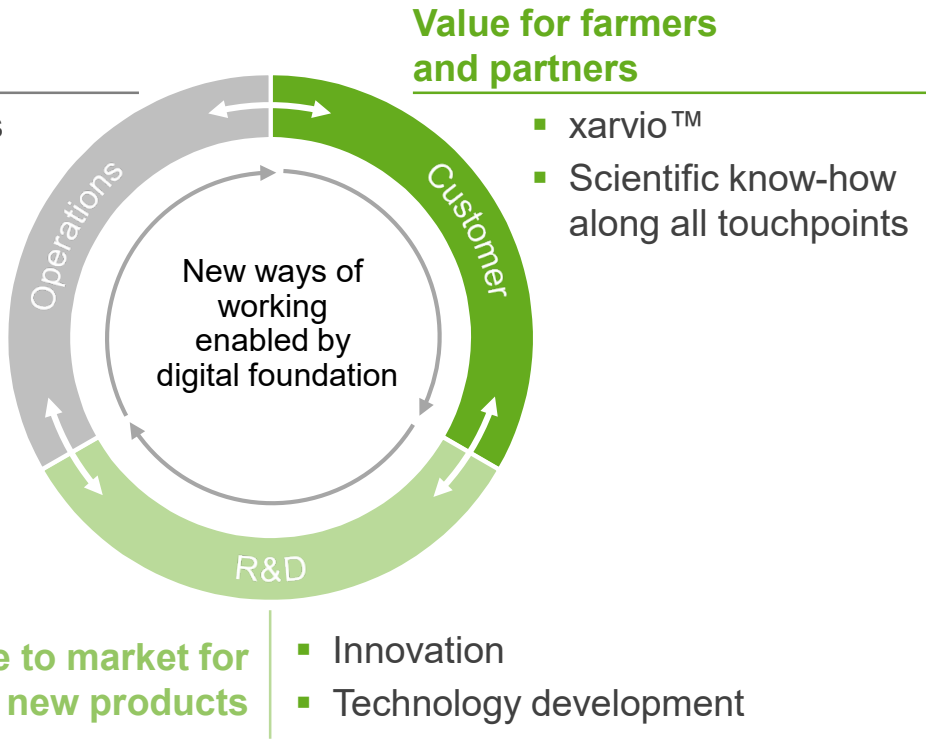 Value for farmers
and partners
s
▪ xarvio™
▪ Scientific know-how
along all touchpoints
Operations
Customer
New ways of
working
enabled by
digital foundation
R&D
e to market for
new products
▪ Innovation
▪ Technology development